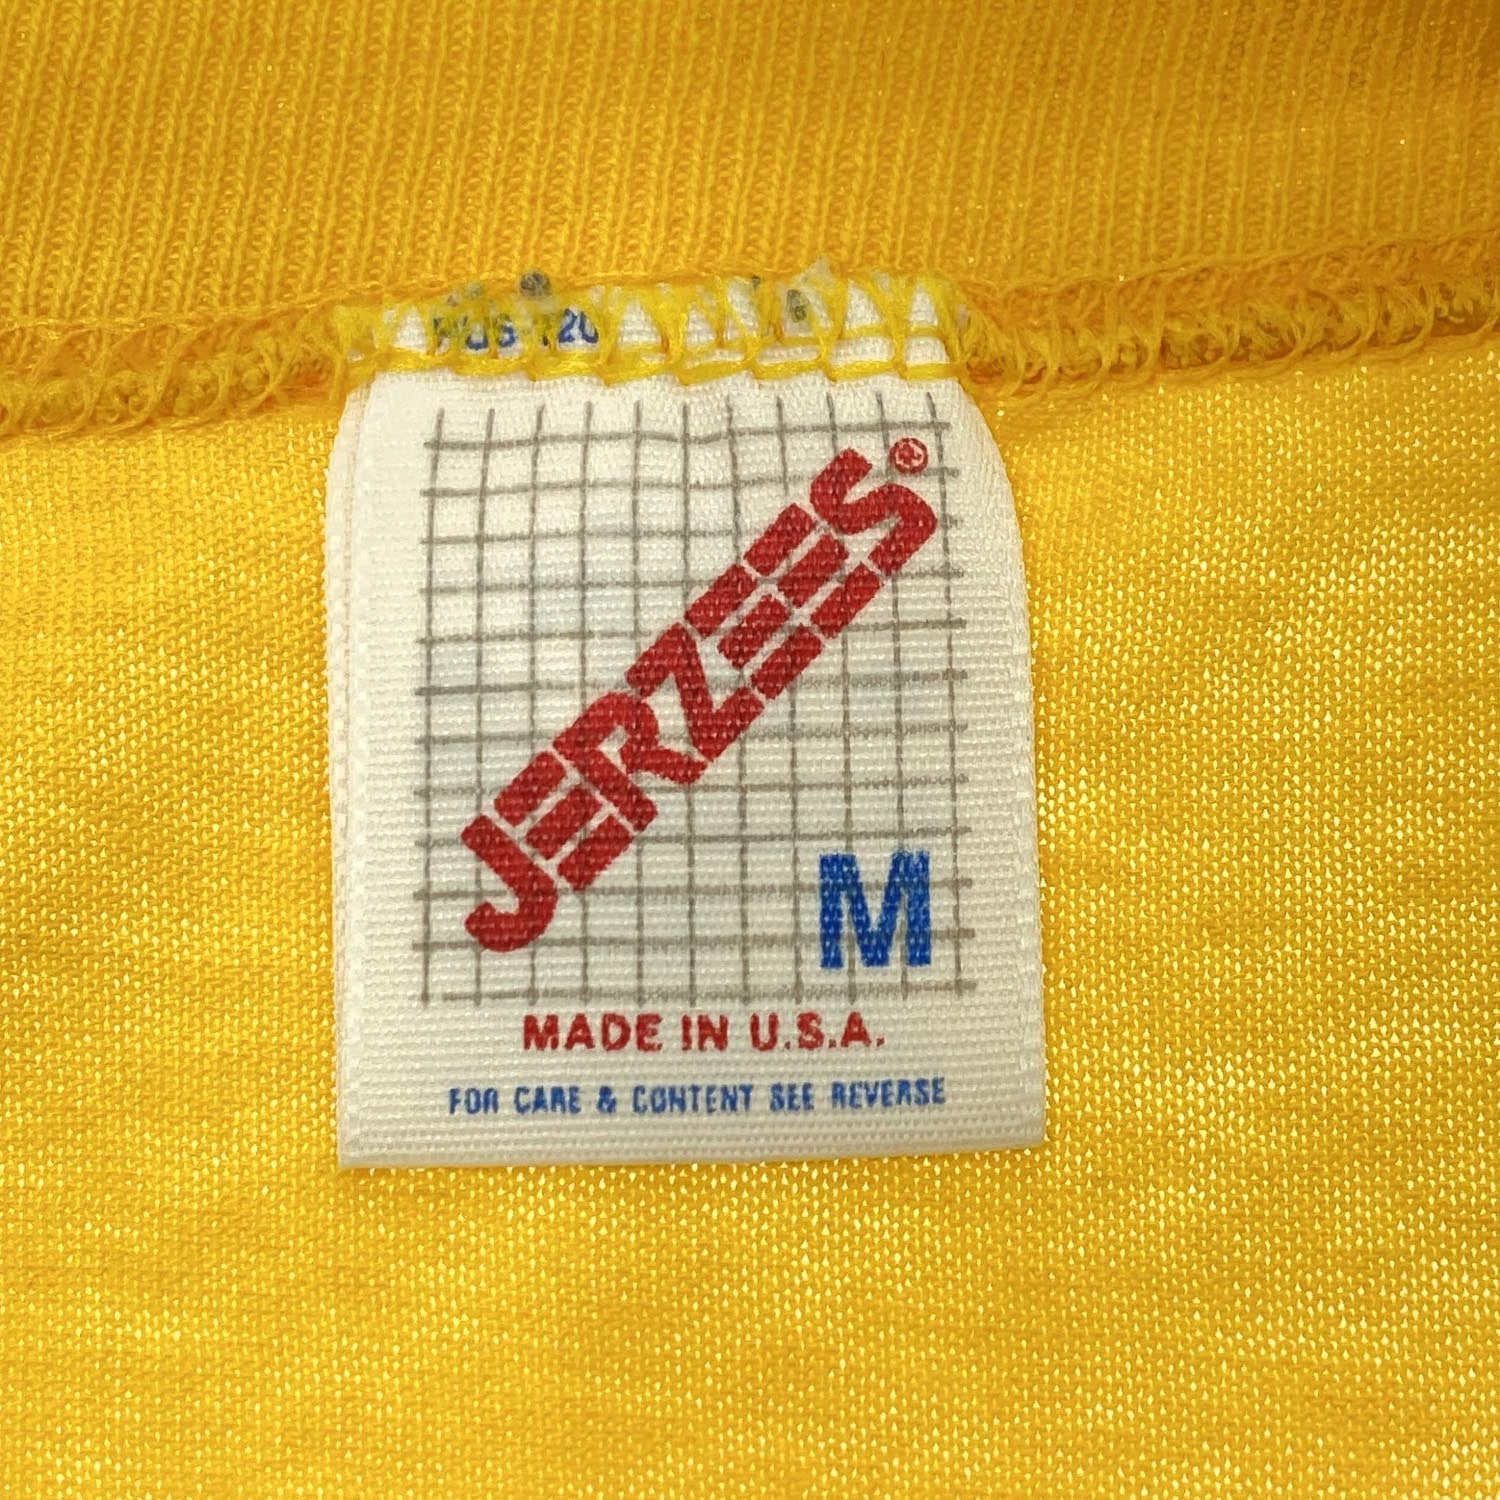 JERZEES®
M
MADE IN U.S.A.
FOR CARE & CONTENT SEE REVERSE